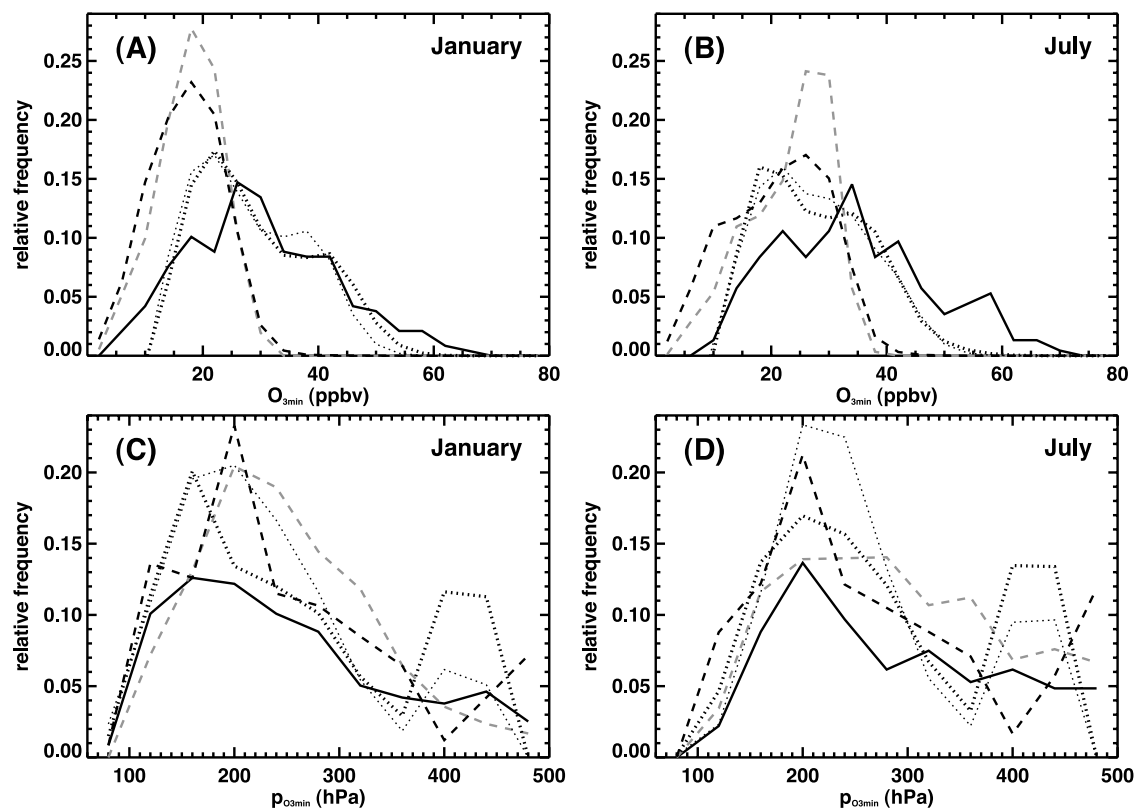 (A) January
(B) July
relative frequency
0.25
0.20
0.15
0.10
0.05
0.00
20 40 60 80
O3min (ppbv)
relative frequency
0.25
0.20
0.15
0.10
0.05
0.00
20 40 60 80
O3min (ppbv)
(C) January
(D) July
relative frequency
0.20
0.15
0.10
0.05
0.00
100 200 300 400 500
pO3min (hPa)
relative frequency
0.20
0.15
0.10
0.05
0.00
100 200 300 400 500
pO3min (hPa)